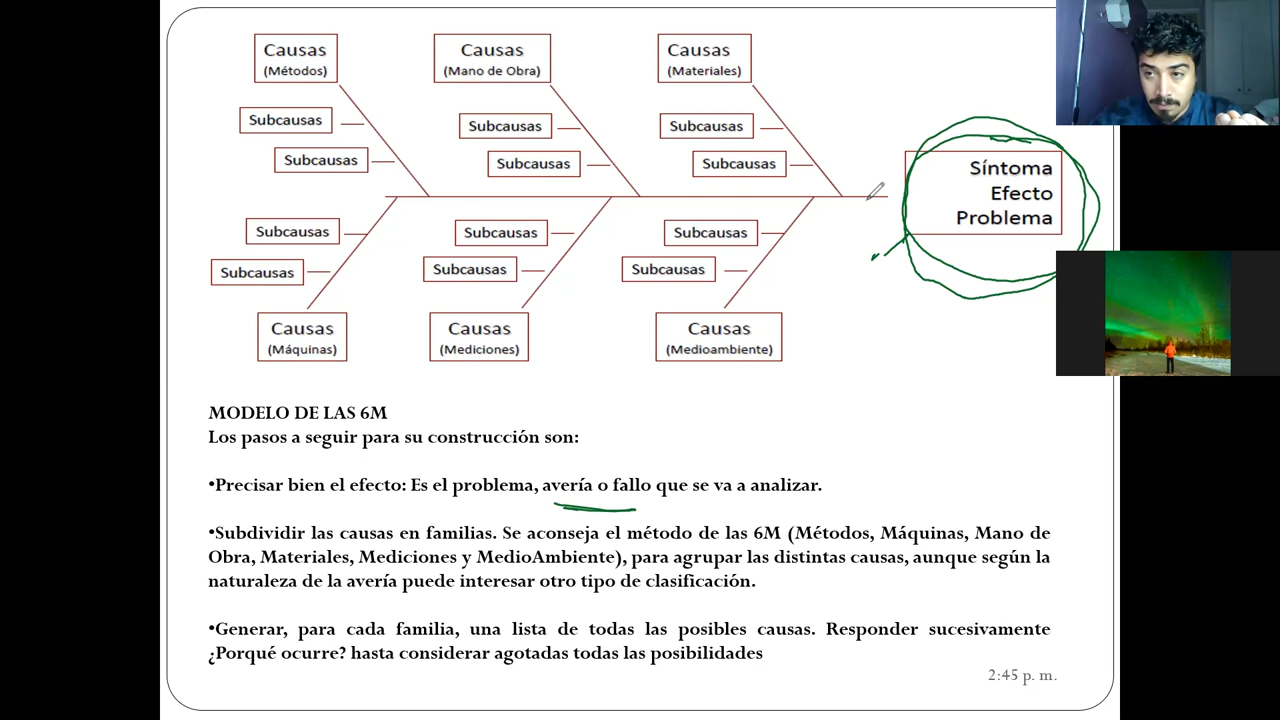 Causas
(Métodos)
Causas
(Mano de Obra)
Causas
(Materiales)
Subcausas
Subcausas
Subcausas
Subcausas
Subcausas
Subcausas
Síntoma
Efecto
Problema
Subcausas
Subcausas
Subcausas
Subcausas
Subcausas
Subcausas
Causas
(Máquinas)
Causas
(Mediciones)
Causas
(Medioambiente)
MODELO DE LAS 6M
Los pasos a seguir para su construcción son:
•Precisar bien el efecto: Es el problema, avería o fallo que se va a analizar.
•Subdividir las causas en familias. Se aconseja el método de las 6M (Métodos, Máquinas, Mano de
Obra, Materiales, Mediciones y MedioAmbiente), para agrupar las distintas causas, aunque según la
naturaleza de la avería puede interesar otro tipo de clasificación.
•Generar, para cada familia, una lista de todas las posibles causas. Responder sucesivamente
¿Porqué ocurre? hasta considerar agotadas todas las posibilidades
2:45 p. m.